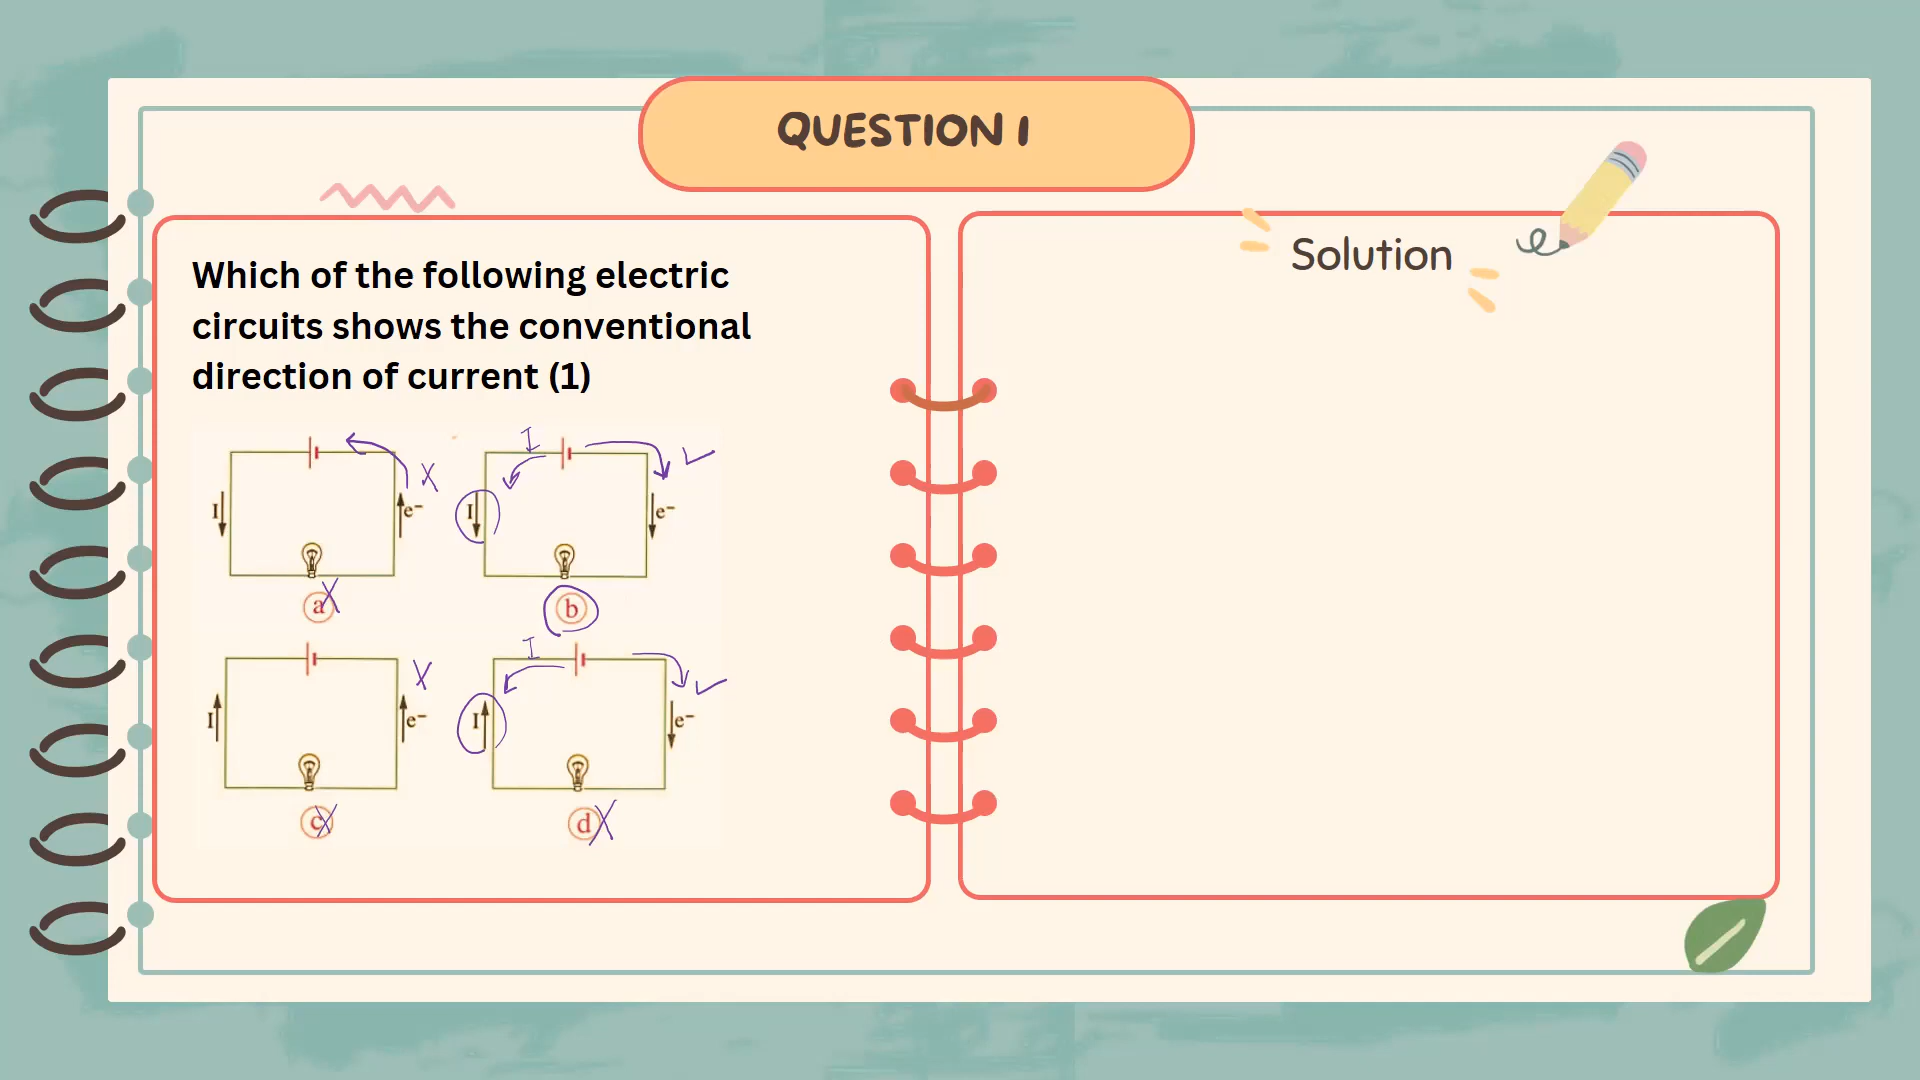 QUESTION 1
Which of the following electric
circuits shows the conventional
direction of current (1)
Solution
I
e⁻
X
a X
I
I
e⁻
✓
b
I
e⁻
X
c X
I
I
e⁻
✓
d X